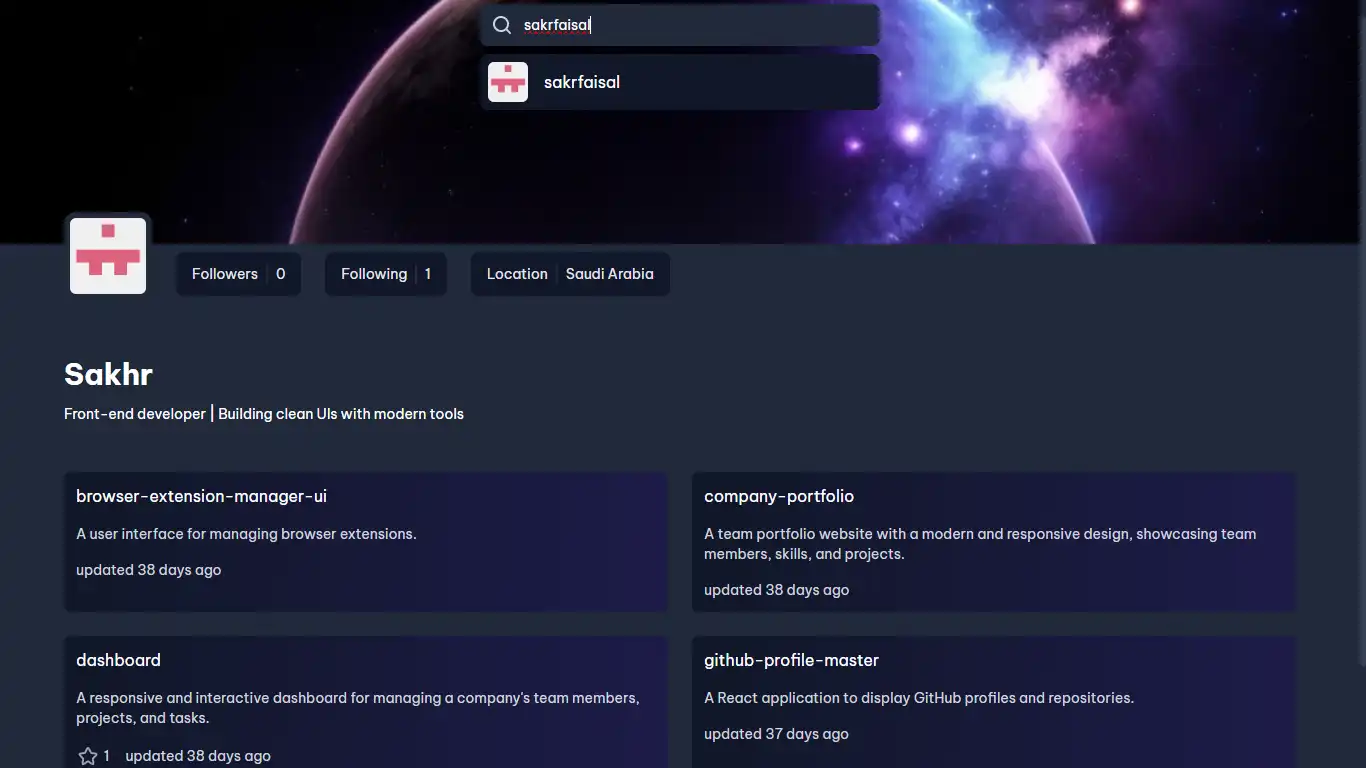 sakrfaisal
sakrfaisal
Followers 0 Following 1 Location Saudi Arabia
Sakhr
Front-end developer | Building clean UIs with modern tools
browser-extension-manager-ui
A user interface for managing browser extensions.
updated 38 days ago
company-portfolio
A team portfolio website with a modern and responsive design, showcasing team
members, skills, and projects.
updated 38 days ago
dashboard
A responsive and interactive dashboard for managing a company's team members,
projects, and tasks.
1 updated 38 days ago
github-profile-master
A React application to display GitHub profiles and repositories.
updated 37 days ago